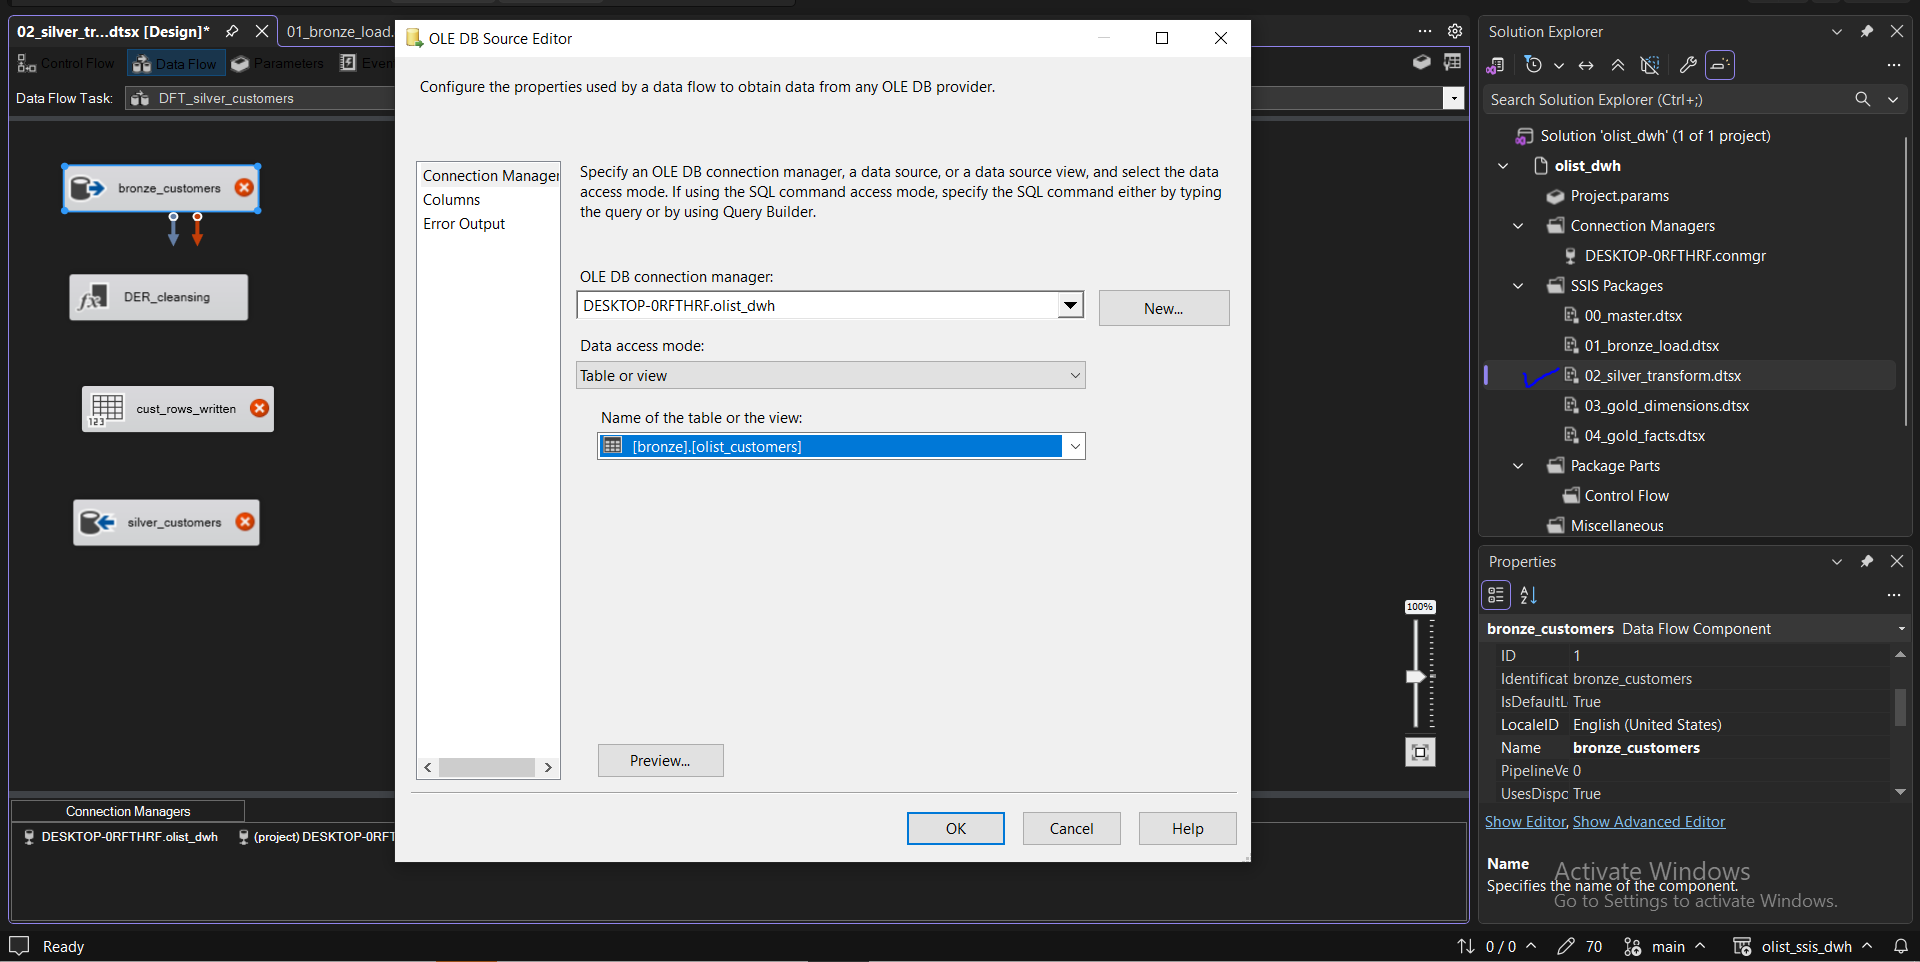 02_silver_tr...dtsx [Design]*
01_bronze_load.
Control Flow
Data Flow
Parameters
Even
Data Flow Task:
DFT_silver_customers
bronze_customers
DER_cleansing
cust_rows_written
123
silver_customers
Connection Managers
DESKTOP-0RFTHRF.olist_dwh
(project) DESKTOP-0RFT
OLE DB Source Editor
Configure the properties used by a data flow to obtain data from any OLE DB provider.
Connection Manager
Columns
Error Output
Specify an OLE DB connection manager, a data source, or a data source view, and select the data
access mode. If using the SQL command access mode, specify the SQL command either by typing
the query or by using Query Builder.
OLE DB connection manager:
DESKTOP-0RFTHRF.olist_dwh
New...
Data access mode:
Table or view
Name of the table or the view:
[bronze].[olist_customers]
Preview...
OK
Cancel
Help
100%
Solution Explorer
Search Solution Explorer (Ctrl+;)
Solution 'olist_dwh' (1 of 1 project)
olist_dwh
Project.params
Connection Managers
DESKTOP-0RFTHRF.conmgr
SSIS Packages
00_master.dtsx
01_bronze_load.dtsx
02_silver_transform.dtsx
03_gold_dimensions.dtsx
04_gold_facts.dtsx
Package Parts
Control Flow
Miscellaneous
Properties
bronze_customers Data Flow Component
ID 1
Identificat bronze_customers
IsDefaultL True
LocaleID English (United States)
Name bronze_customers
PipelineVe 0
UsesDispc True
Show Editor, Show Advanced Editor
Name
Specifies the name of the component.
Activate Windows
Go to Settings to activate Windows.
Ready
0 / 0
70
main
olist_ssis_dwh